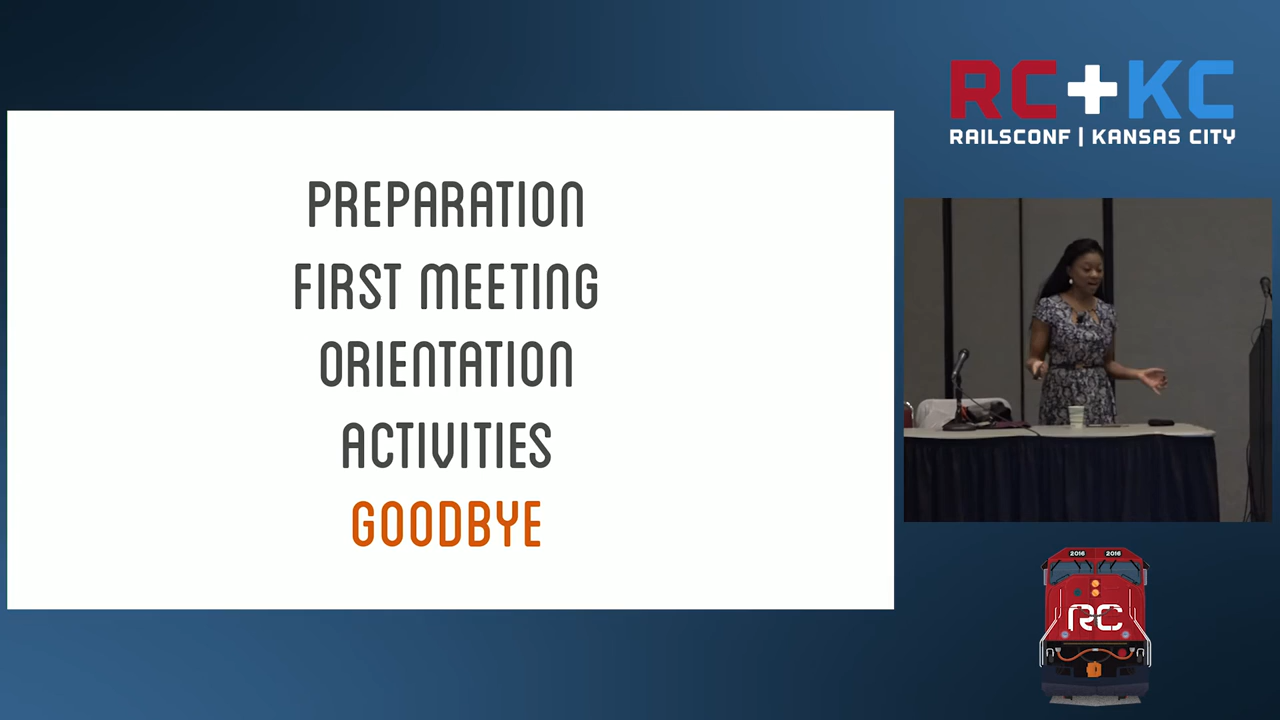 RC+KC
RAILSCONF | KANSAS CITY
PREPARATION
FIRST MEETING
ORIENTATION
ACTIVITIES
GOODBYE
2016 2016
RC